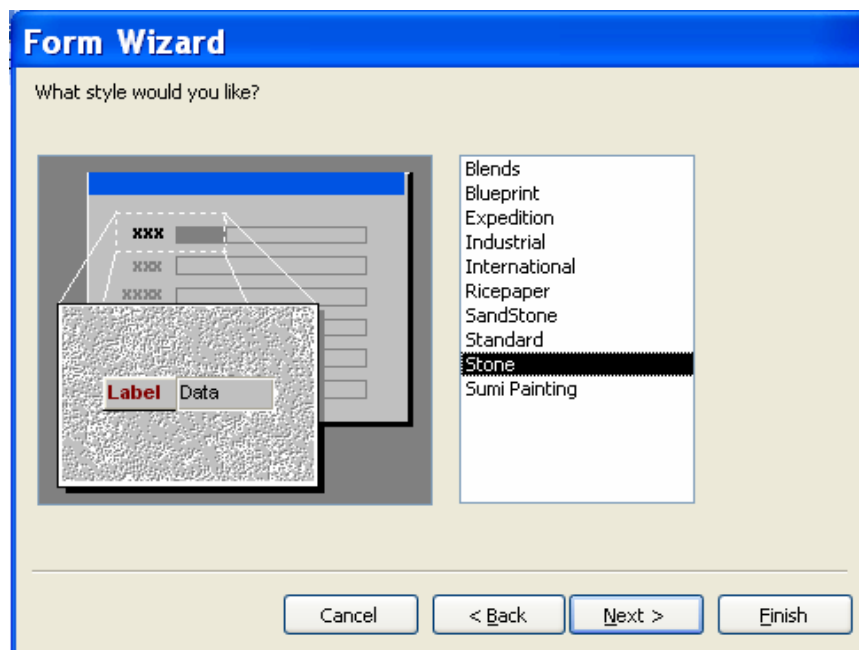 Form Wizard
What style would you like?
xxx
xxx
xxxx
Label Data
Blends
Blueprint
Expedition
Industrial
International
Ricepaper
SandStone
Standard
Stone
Sumi Painting
Cancel < Back Next > Finish